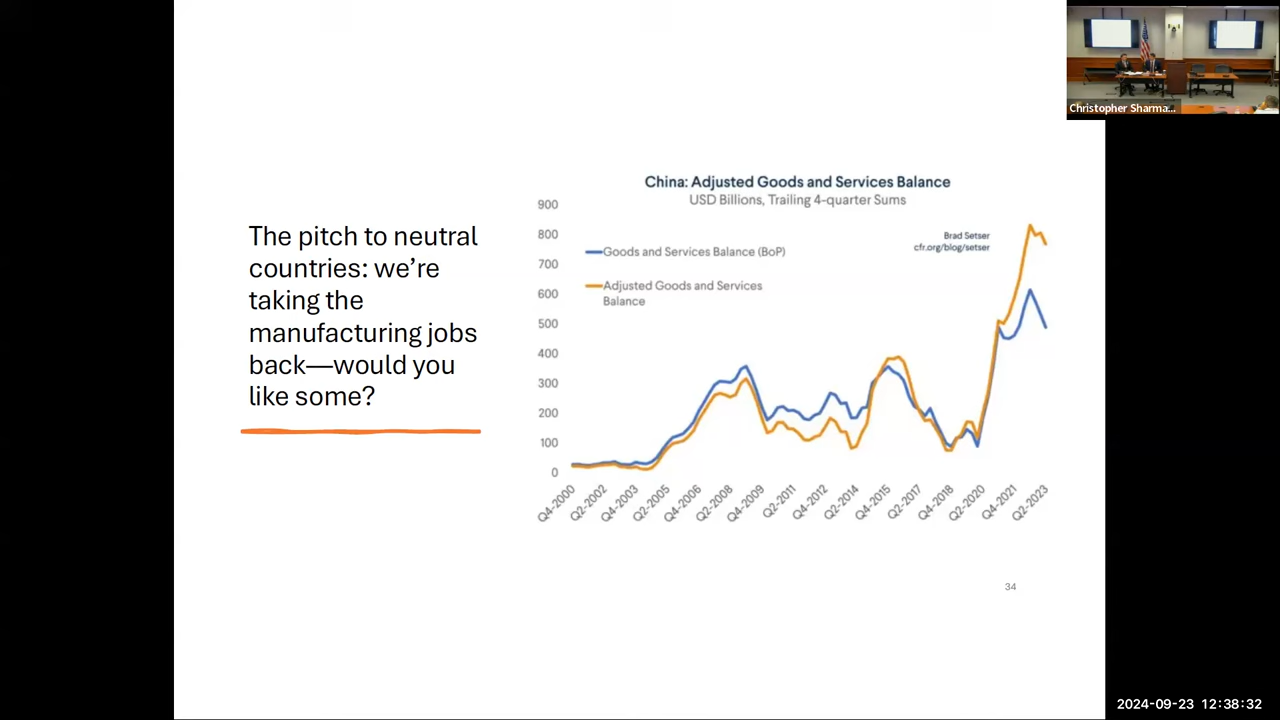 Christopher Sharma...
The pitch to neutral
countries: we’re
taking the
manufacturing jobs
back—would you
like some?
China: Adjusted Goods and Services Balance
USD Billions, Trailing 4-quarter Sums
Brad Setser
cfr.org/blog/setser
Goods and Services Balance (BoP)
Adjusted Goods and Services
Balance
900
800
700
600
500
400
300
200
100
0
Q4-2000
Q2-2002
Q4-2003
Q2-2005
Q4-2006
Q2-2008
Q4-2009
Q2-2011
Q4-2012
Q2-2014
Q4-2015
Q2-2017
Q4-2018
Q2-2020
Q4-2021
Q2-2023
34
2024-09-23 12:38:32